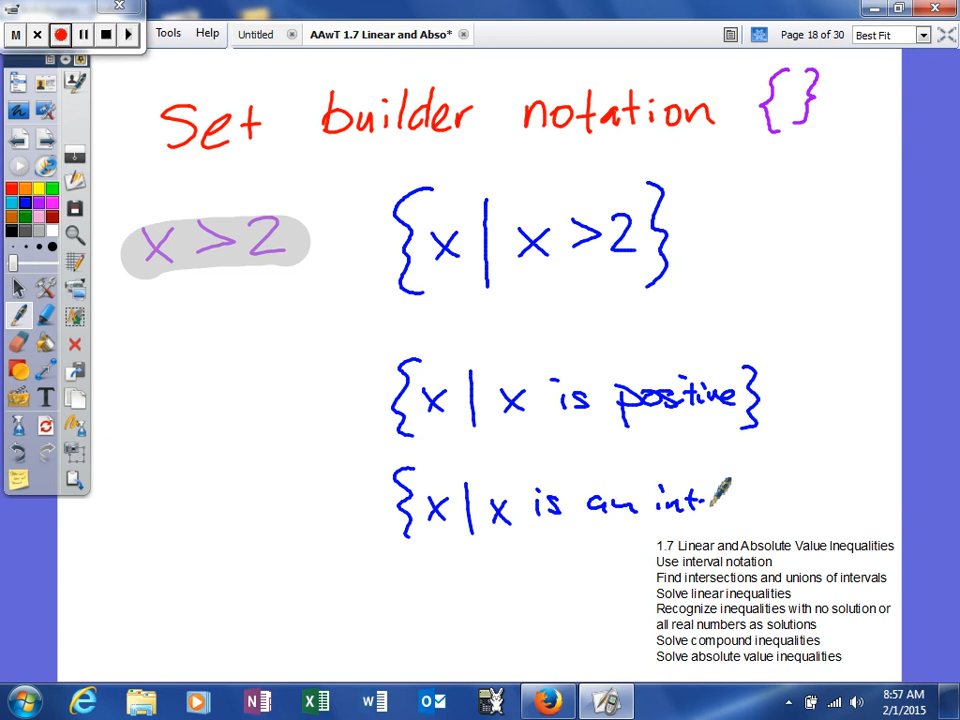 M
Tools Help Untitled AAwT 1.7 Linear and Abso* Page 18 of 30 Best Fit
Set builder notation { }
x > 2 { x | x > 2 }
{ x | x is positive }
{ x | x is an int
1.7 Linear and Absolute Value Inequalities
Use interval notation
Find intersections and unions of intervals
Solve linear inequalities
Recognize inequalities with no solution or
all real numbers as solutions
Solve compound inequalities
Solve absolute value inequalities
8:57 AM
2/1/2015